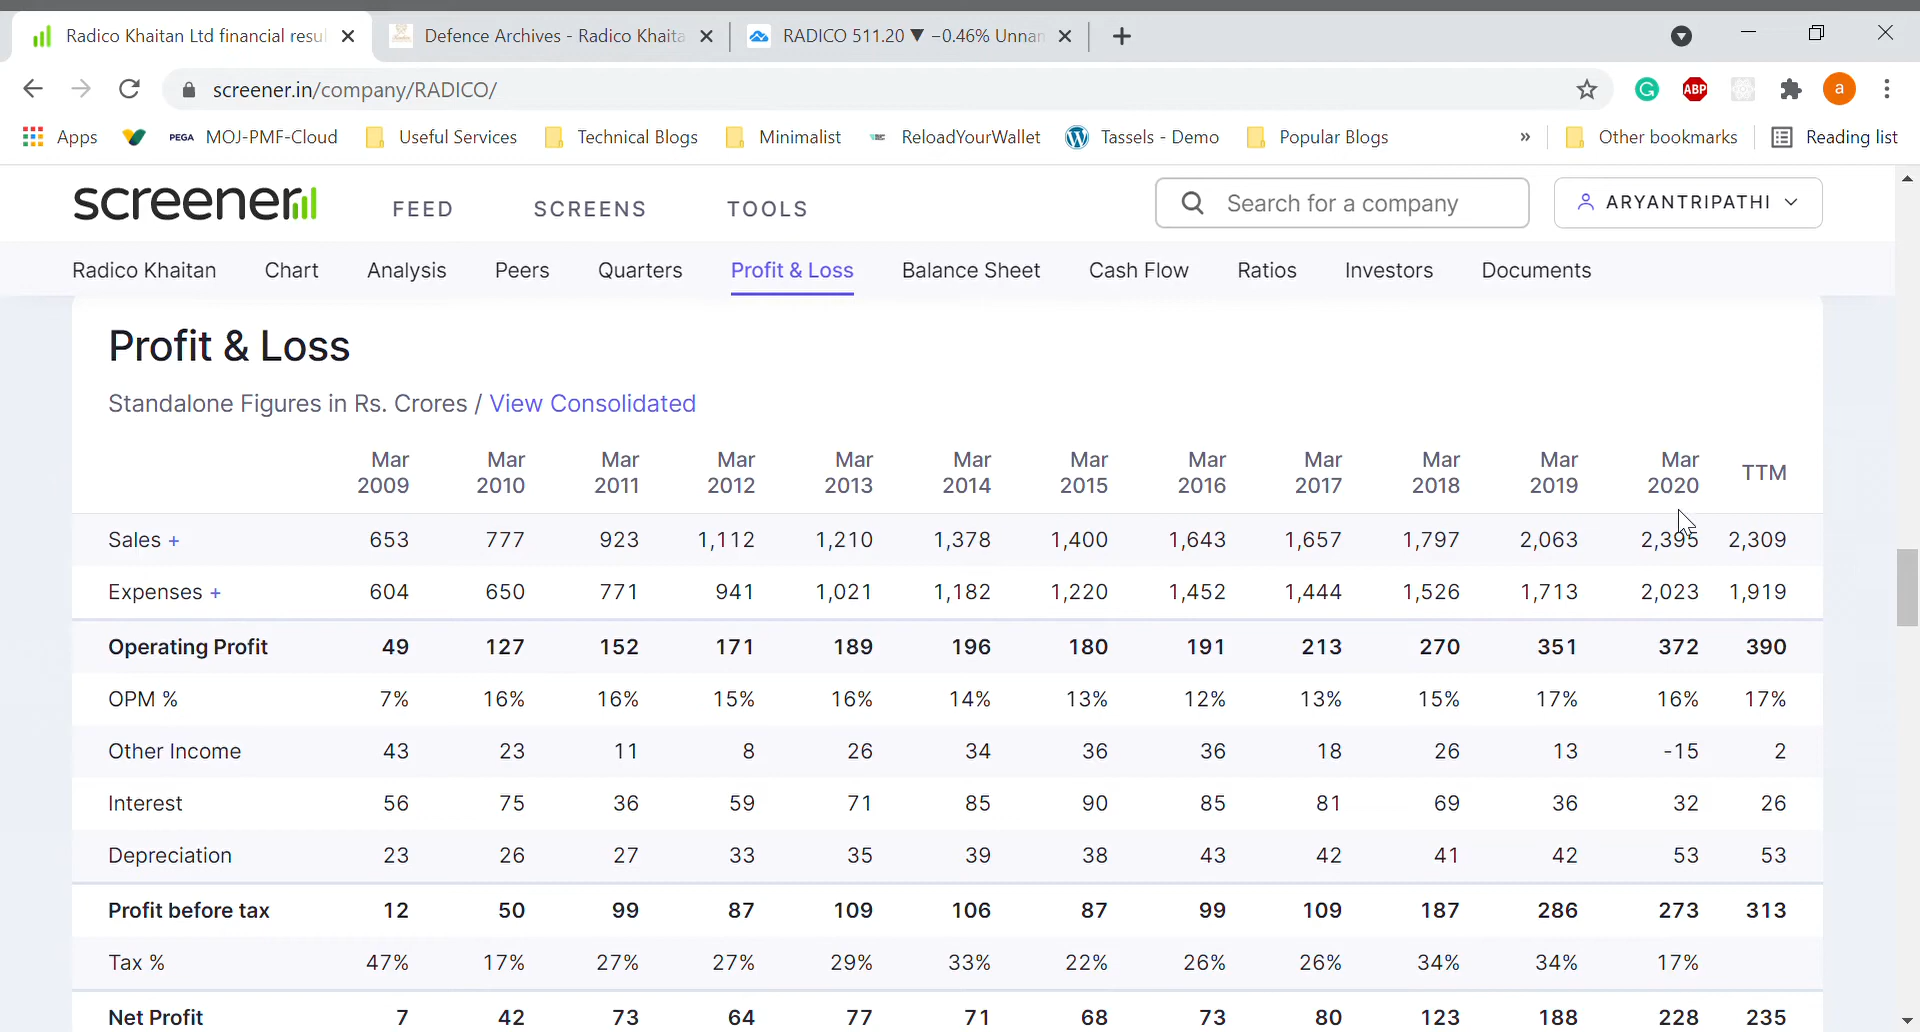 Radico Khaitan Ltd financial resu
Defence Archives - Radico Khaita
RADICO 511.20 ▼ −0.46% Unnar
screener.in/company/RADICO/
ABP
a
Apps
PEGA MOJ-PMF-Cloud
Useful Services
Technical Blogs
Minimalist
ReloadYourWallet
Tassels - Demo
Popular Blogs
»
Other bookmarks
Reading list
screener
FEED SCREENS TOOLS
Search for a company
ARYANTRIPATHI
Radico Khaitan Chart Analysis Peers Quarters Profit & Loss Balance Sheet Cash Flow Ratios Investors Documents
Profit & Loss
Standalone Figures in Rs. Crores / View Consolidated
Mar 2009 Mar 2010 Mar 2011 Mar 2012 Mar 2013 Mar 2014 Mar 2015 Mar 2016 Mar 2017 Mar 2018 Mar 2019 Mar 2020 TTM
Sales + 653 777 923 1,112 1,210 1,378 1,400 1,643 1,657 1,797 2,063 2,395 2,309
Expenses + 604 650 771 941 1,021 1,182 1,220 1,452 1,444 1,526 1,713 2,023 1,919
Operating Profit 49 127 152 171 189 196 180 191 213 270 351 372 390
OPM % 7% 16% 16% 15% 16% 14% 13% 12% 13% 15% 17% 16% 17%
Other Income 43 23 11 8 26 34 36 36 18 26 13 -15 2
Interest 56 75 36 59 71 85 90 85 81 69 36 32 26
Depreciation 23 26 27 33 35 39 38 43 42 41 42 53 53
Profit before tax 12 50 99 87 109 106 87 99 109 187 286 273 313
Tax % 47% 17% 27% 27% 29% 33% 22% 26% 26% 34% 34% 17%
Net Profit 7 42 73 64 77 71 68 73 80 123 188 228 235